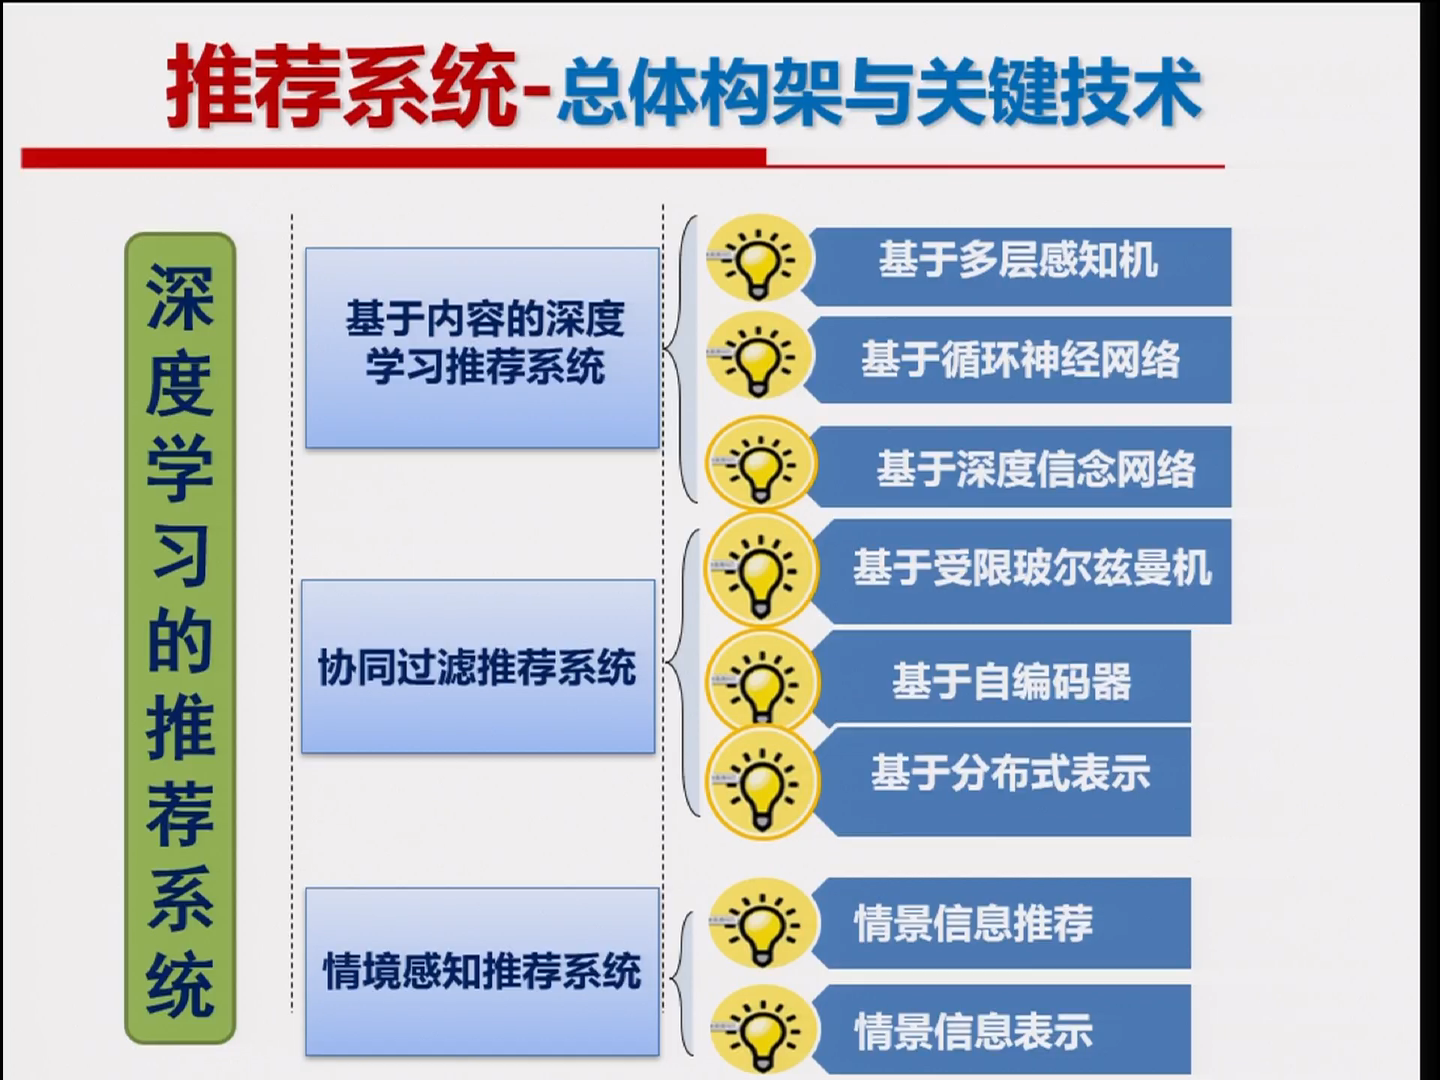 推荐系统-总体构架与关键技术
深度学习的推荐系统
基于内容的深度
学习推荐系统
基于多层感知机
基于循环神经网络
基于深度信念网络
协同过滤推荐系统
基于受限玻尔兹曼机
基于自编码器
基于分布式表示
情境感知推荐系统
情景信息推荐
情景信息表示